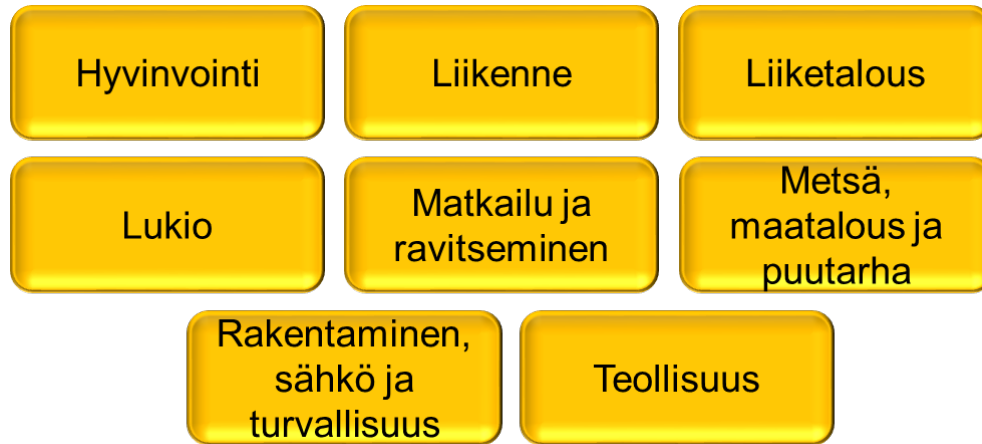 Hyvinvointi
Liikenne
Liiketalous
Lukio
Matkailu ja
ravitseminen
Metsä,
maatalous ja
puutarha
Rakentaminen,
sähkö ja
turvallisuus
Teollisuus